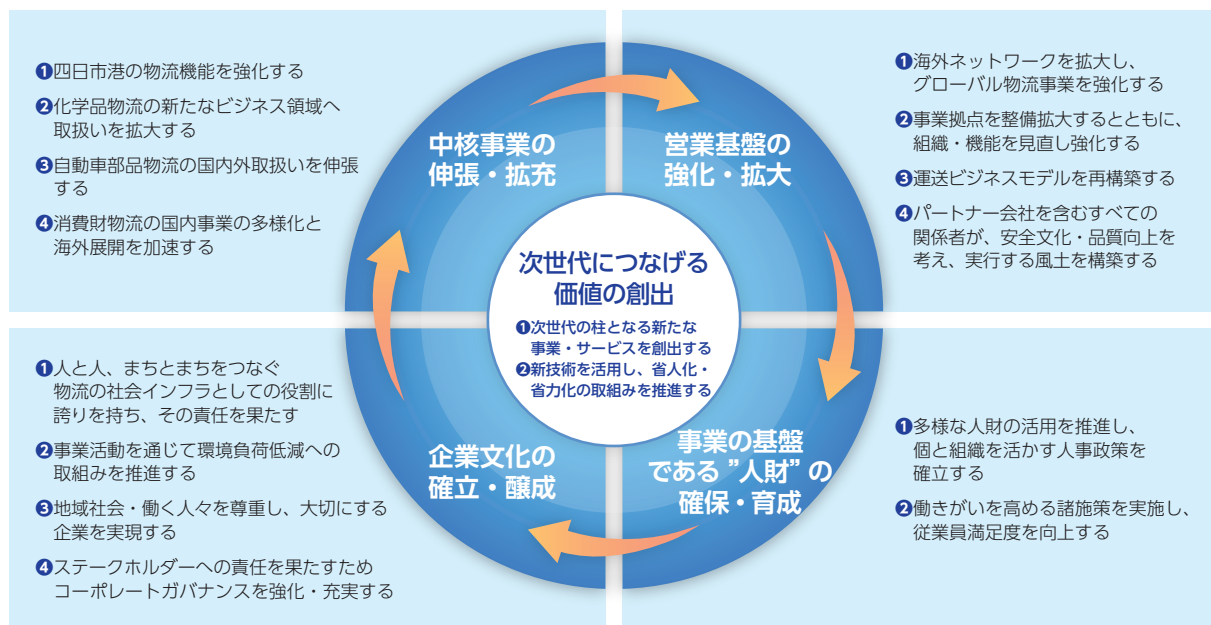 ❶四日市港の物流機能を強化する
❷化学品物流の新たなビジネス領域へ
取扱いを拡大する
❸自動車部品物流の国内外取扱いを伸張
する
❹消費財物流の国内事業の多様化と
海外展開を加速する
中核事業の
伸張・拡充
営業基盤の
強化・拡大
❶海外ネットワークを拡大し、
グローバル物流事業を強化する
❷事業拠点を整備拡大するとともに、
組織・機能を見直し強化する
❸運送ビジネスモデルを再構築する
❹パートナー会社を含むすべての
関係者が、安全文化・品質向上を
考え、実行する風土を構築する
次世代につなげる
価値の創出
❶次世代の柱となる新たな
事業・サービスを創出する
❷新技術を活用し、省人化・
省力化の取組みを推進する
❶人と人、まちとまちをつなぐ
物流の社会インフラとしての役割に
誇りを持ち、その責任を果たす
❷事業活動を通じて環境負荷低減への
取組みを推進する
❸地域社会・働く人々を尊重し、大切にする
企業を実現する
❹ステークホルダーへの責任を果たすため
コーポレートガバナンスを強化・充実する
企業文化の
確立・醸成
事業の基盤
である ”人財” の
確保・育成
❶多様な人財の活用を推進し、
個と組織を活かす人事政策を
確立する
❷働きがいを高める諸施策を実施し、
従業員満足度を向上する